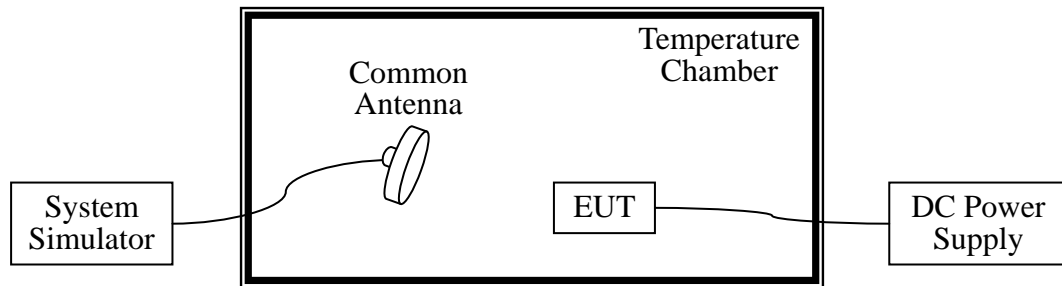 Temperature
Chamber
Common
Antenna
System
Simulator
EUT
DC Power
Supply